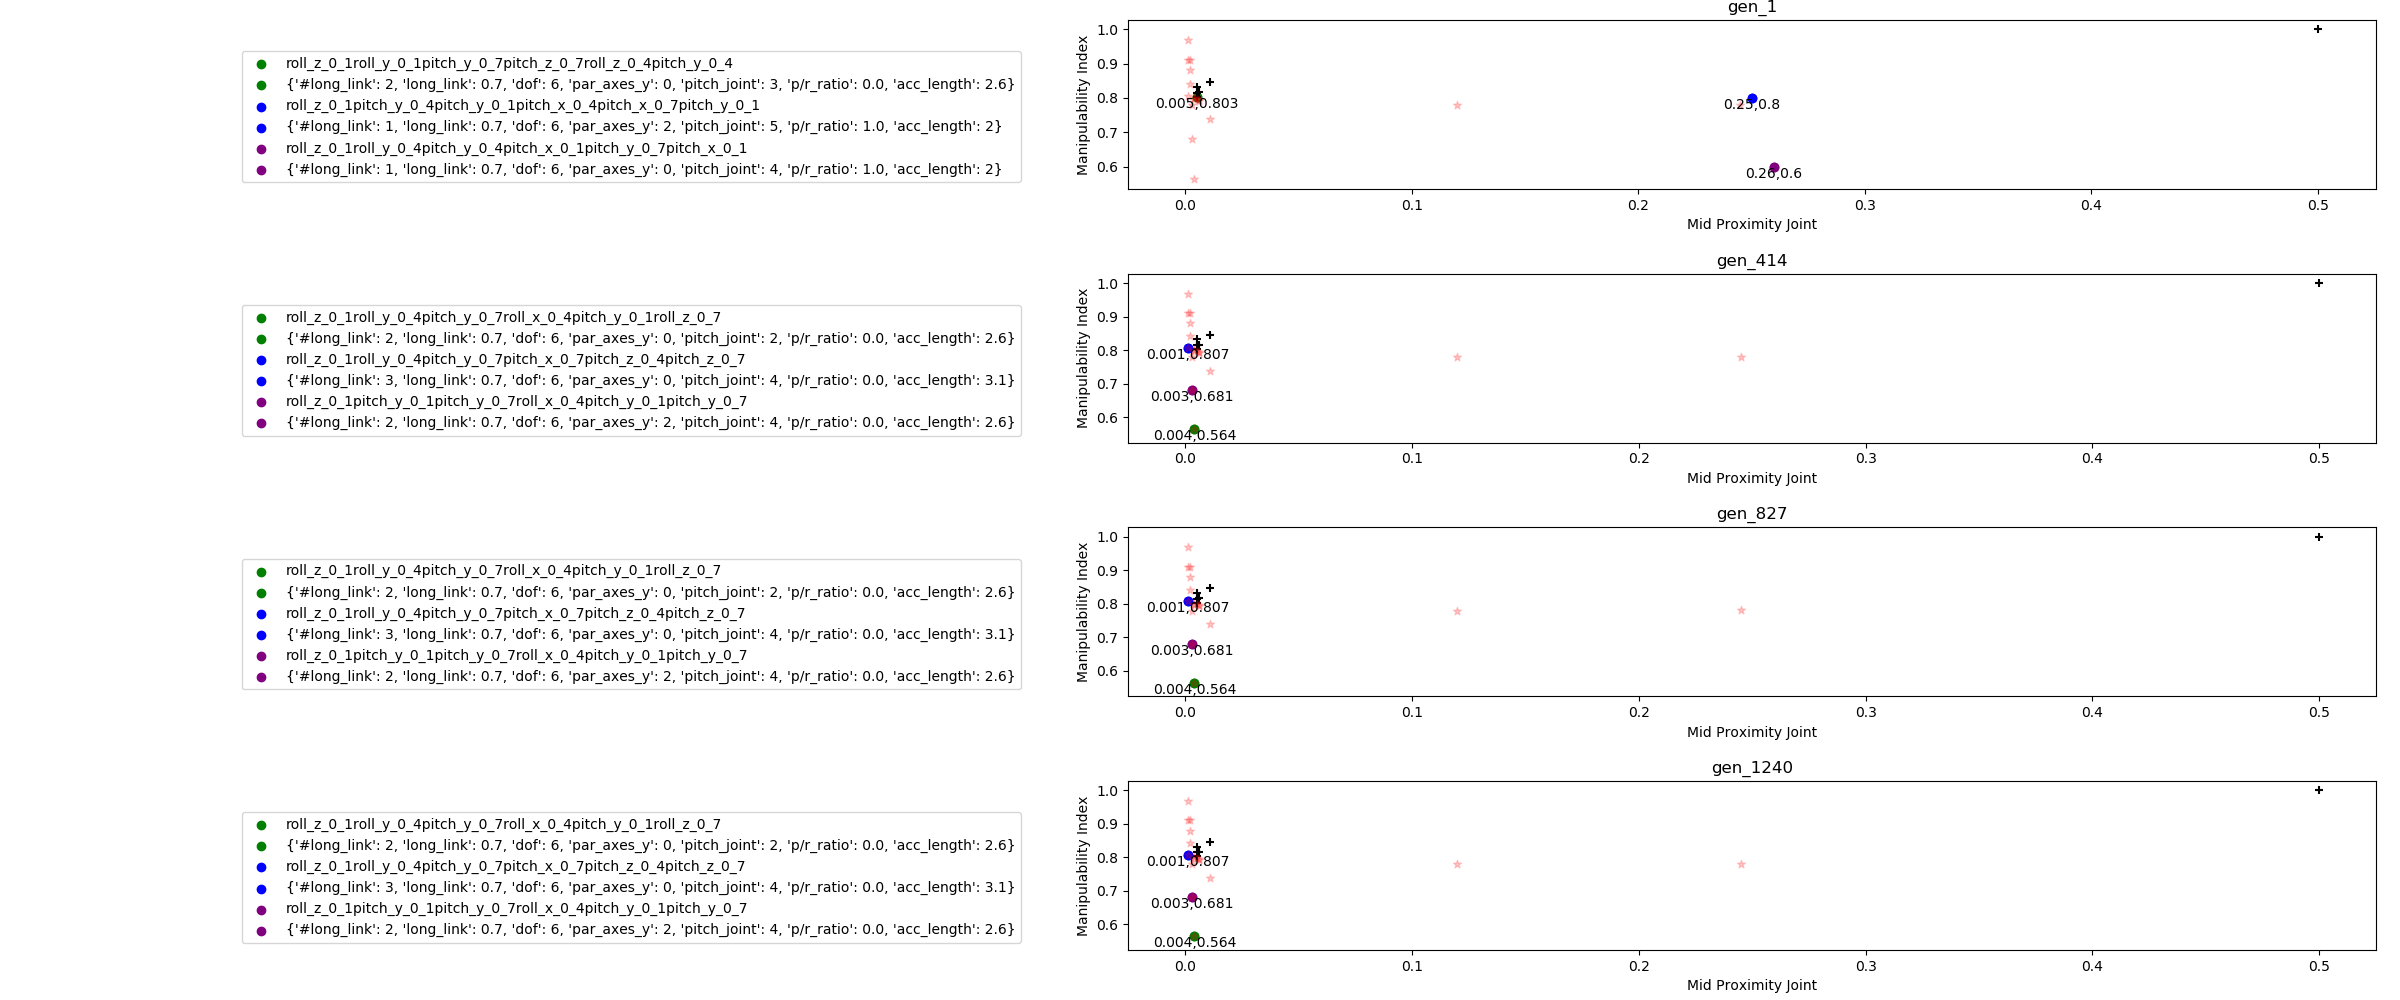 gen_1
roll_z_0_1roll_y_0_1pitch_y_0_7pitch_z_0_7roll_z_0_4pitch_y_0_4
{'#long_link': 2, 'long_link': 0.7, 'dof': 6, 'par_axes_y': 0, 'pitch_joint': 3, 'p/r_ratio': 0.0, 'acc_length': 2.6}
roll_z_0_1pitch_y_0_4pitch_y_0_1pitch_x_0_4pitch_x_0_7pitch_y_0_1
{'#long_link': 1, 'long_link': 0.7, 'dof': 6, 'par_axes_y': 2, 'pitch_joint': 5, 'p/r_ratio': 1.0, 'acc_length': 2}
roll_z_0_1roll_y_0_4pitch_y_0_4pitch_x_0_1pitch_y_0_7pitch_x_0_1
{'#long_link': 1, 'long_link': 0.7, 'dof': 6, 'par_axes_y': 0, 'pitch_joint': 4, 'p/r_ratio': 1.0, 'acc_length': 2}
Manipulability Index
1.0
0.9
0.8
0.7
0.6
0.005,0.803
0.25,0.8
0.26,0.6
0.0 0.1 0.2 0.3 0.4 0.5
Mid Proximity Joint
gen_414
roll_z_0_1roll_y_0_4pitch_y_0_7roll_x_0_4pitch_y_0_1roll_z_0_7
{'#long_link': 2, 'long_link': 0.7, 'dof': 6, 'par_axes_y': 0, 'pitch_joint': 2, 'p/r_ratio': 0.0, 'acc_length': 2.6}
roll_z_0_1roll_y_0_4pitch_y_0_7pitch_x_0_7pitch_z_0_4pitch_z_0_7
{'#long_link': 3, 'long_link': 0.7, 'dof': 6, 'par_axes_y': 0, 'pitch_joint': 4, 'p/r_ratio': 0.0, 'acc_length': 3.1}
roll_z_0_1pitch_y_0_1pitch_y_0_7roll_x_0_4pitch_y_0_1pitch_y_0_7
{'#long_link': 2, 'long_link': 0.7, 'dof': 6, 'par_axes_y': 2, 'pitch_joint': 4, 'p/r_ratio': 0.0, 'acc_length': 2.6}
Manipulability Index
1.0
0.9
0.8
0.7
0.6
0.001,0.807
0.003,0.681
0.004,0.564
0.0 0.1 0.2 0.3 0.4 0.5
Mid Proximity Joint
gen_827
roll_z_0_1roll_y_0_4pitch_y_0_7roll_x_0_4pitch_y_0_1roll_z_0_7
{'#long_link': 2, 'long_link': 0.7, 'dof': 6, 'par_axes_y': 0, 'pitch_joint': 2, 'p/r_ratio': 0.0, 'acc_length': 2.6}
roll_z_0_1roll_y_0_4pitch_y_0_7pitch_x_0_7pitch_z_0_4pitch_z_0_7
{'#long_link': 3, 'long_link': 0.7, 'dof': 6, 'par_axes_y': 0, 'pitch_joint': 4, 'p/r_ratio': 0.0, 'acc_length': 3.1}
roll_z_0_1pitch_y_0_1pitch_y_0_7roll_x_0_4pitch_y_0_1pitch_y_0_7
{'#long_link': 2, 'long_link': 0.7, 'dof': 6, 'par_axes_y': 2, 'pitch_joint': 4, 'p/r_ratio': 0.0, 'acc_length': 2.6}
Manipulability Index
1.0
0.9
0.8
0.7
0.6
0.001,0.807
0.003,0.681
0.004,0.564
0.0 0.1 0.2 0.3 0.4 0.5
Mid Proximity Joint
gen_1240
roll_z_0_1roll_y_0_4pitch_y_0_7roll_x_0_4pitch_y_0_1roll_z_0_7
{'#long_link': 2, 'long_link': 0.7, 'dof': 6, 'par_axes_y': 0, 'pitch_joint': 2, 'p/r_ratio': 0.0, 'acc_length': 2.6}
roll_z_0_1roll_y_0_4pitch_y_0_7pitch_x_0_7pitch_z_0_4pitch_z_0_7
{'#long_link': 3, 'long_link': 0.7, 'dof': 6, 'par_axes_y': 0, 'pitch_joint': 4, 'p/r_ratio': 0.0, 'acc_length': 3.1}
roll_z_0_1pitch_y_0_1pitch_y_0_7roll_x_0_4pitch_y_0_1pitch_y_0_7
{'#long_link': 2, 'long_link': 0.7, 'dof': 6, 'par_axes_y': 2, 'pitch_joint': 4, 'p/r_ratio': 0.0, 'acc_length': 2.6}
Manipulability Index
1.0
0.9
0.8
0.7
0.6
0.001,0.807
0.003,0.681
0.004,0.564
0.0 0.1 0.2 0.3 0.4 0.5
Mid Proximity Joint